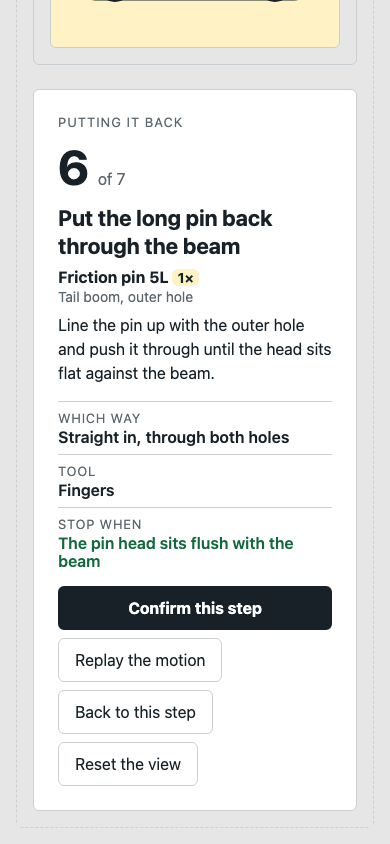 PUTTING IT BACK
6 of 7
Put the long pin back
through the beam
Friction pin 5L 1×
Tail boom, outer hole
Line the pin up with the outer hole
and push it through until the head sits
flat against the beam.
WHICH WAY
Straight in, through both holes
TOOL
Fingers
STOP WHEN
The pin head sits flush with the
beam
Confirm this step
Replay the motion
Back to this step
Reset the view